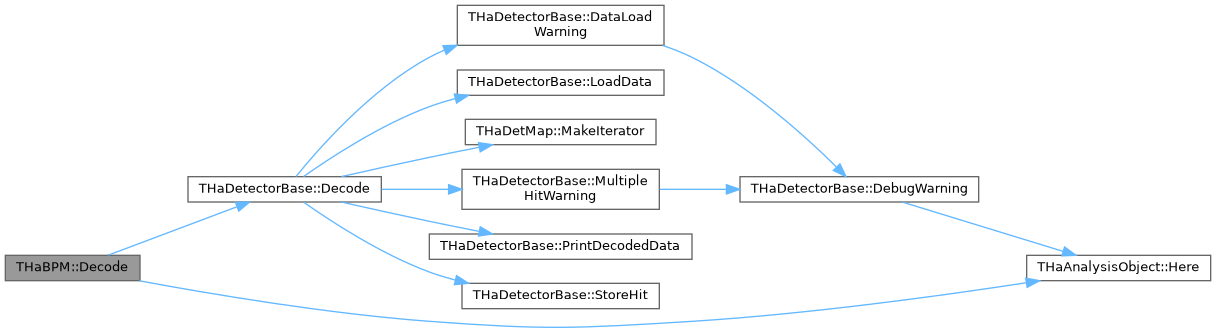 THaDetectorBase::DataLoad
Warning
THaDetectorBase::LoadData
THaDetMap::MakeIterator
THaDetectorBase::Decode
THaDetectorBase::Multiple
HitWarning
THaDetectorBase::DebugWarning
THaDetectorBase::PrintDecodedData
THaBPM::Decode
THaAnalysisObject::Here
THaDetectorBase::StoreHit